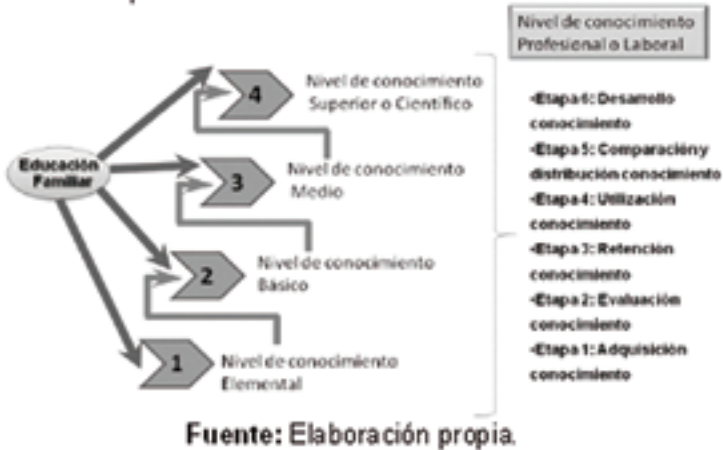 Nivel de conocimiento
Profesional o Laboral
4
Nivel de conocimiento
Superior o Científico
Educación
Familiar
3
Nivel de conocimiento
Medio
2
Nivel de conocimiento
Básico
1
Nivel de conocimiento
Elemental
•Etapa 6: Desarrollo
conocimiento
•Etapa 5: Comparación y
distribución conocimiento
•Etapa 4: Utilización
conocimiento
•Etapa 3: Retención
conocimiento
•Etapa 2: Evaluación
conocimiento
•Etapa 1: Adquisición
conocimiento
Fuente: Elaboración propia.